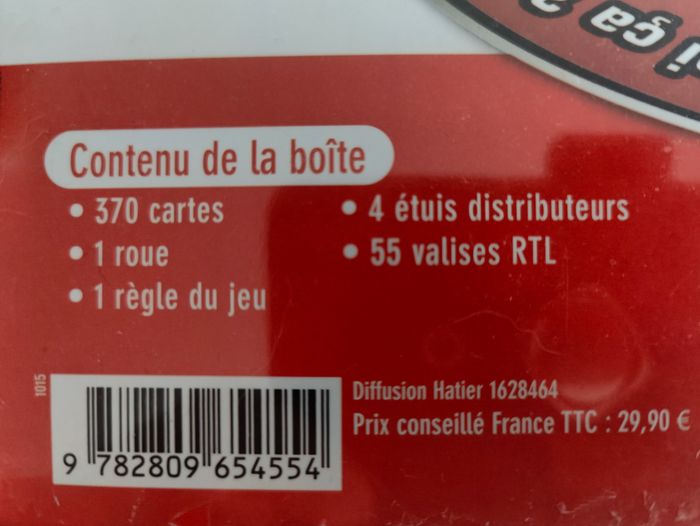 ça
Contenu de la boîte
• 370 cartes
• 1 roue
• 1 règle du jeu
• 4 étuis distributeurs
• 55 valises RTL
1015
Diffusion Hatier 1628464
Prix conseillé France TTC : 29,90 €
9 782809 654554